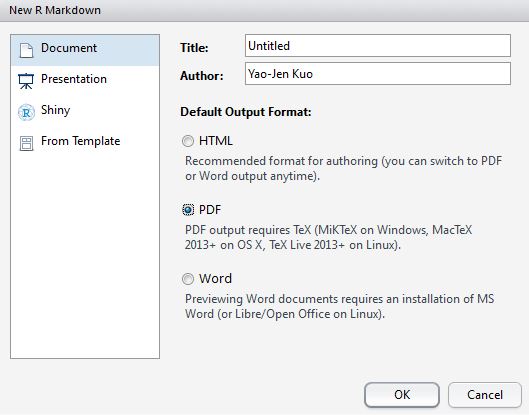 New R Markdown
Document
Presentation
Shiny
From Template
Title:
Untitled
Author:
Yao-Jen Kuo
Default Output Format:
HTML
Recommended format for authoring (you can switch to PDF
or Word output anytime).
PDF
PDF output requires TeX (MiKTeX on Windows, MacTeX
2013+ on OS X, TeX Live 2013+ on Linux).
Word
Previewing Word documents requires an installation of MS
Word (or Libre/Open Office on Linux).
OK
Cancel